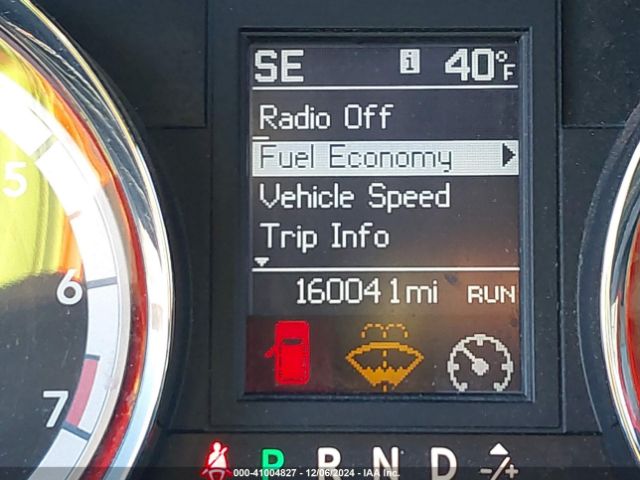 SE i 40°F
Radio Off
Fuel Economy
Vehicle Speed
Trip Info
160041mi RUN
5
6
7
P R N D -/+
000-41004827 - 12/06/2024 - IAA Inc.